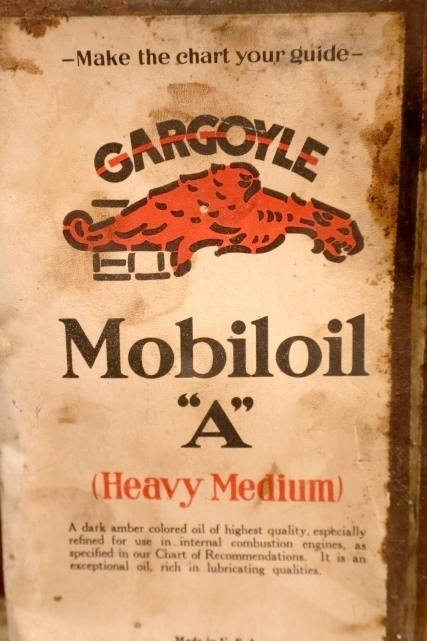 –Make the chart your guide–
GARGOYLE
Mobiloil
"A"
(Heavy Medium)
A dark amber colored oil of highest quality, especially
refined for use in internal combustion engines, as
specified in our Chart of Recommendations. It is an
exceptional oil, rich in lubricating qualities.
Made in U.S.A.